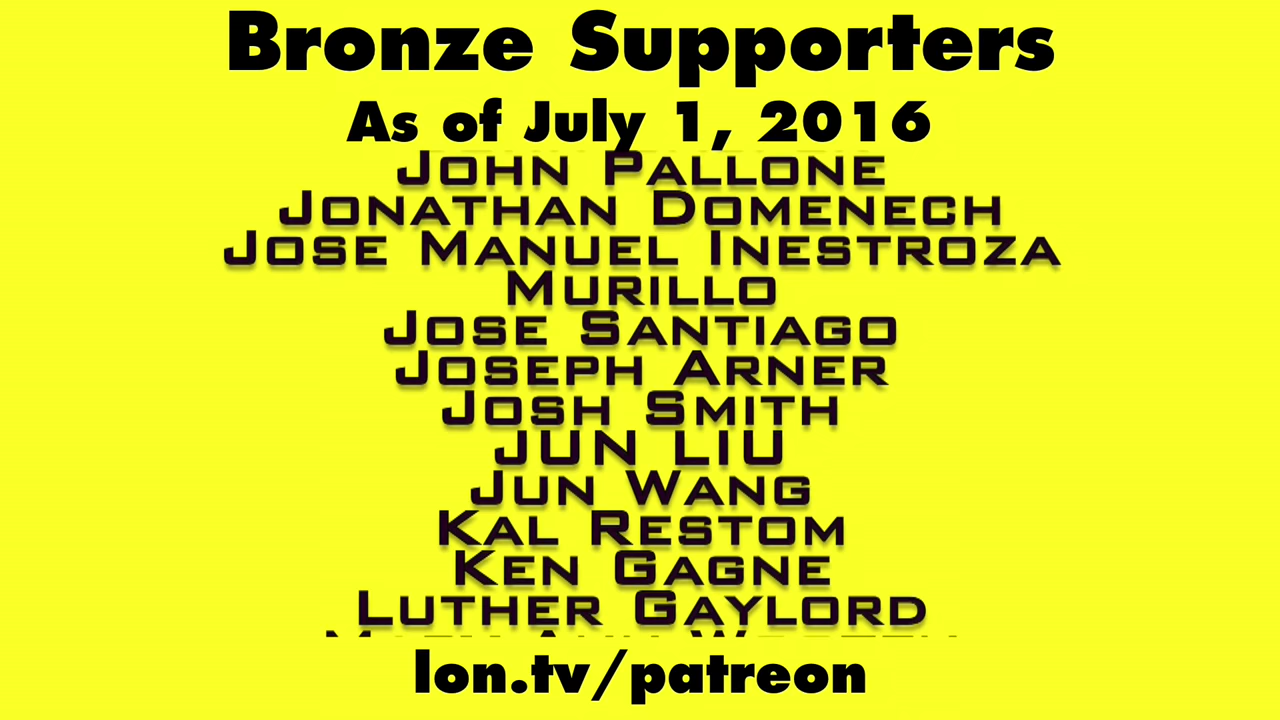 Bronze Supporters
As of July 1, 2016
John Pallone
Jonathan Domenech
Jose Manuel Inestroza
Murillo
Jose Santiago
Joseph Arner
Josh Smith
JUN LIU
Jun Wang
Kal Restom
Ken Gagne
Luther Gaylord
lon.tv/patreon